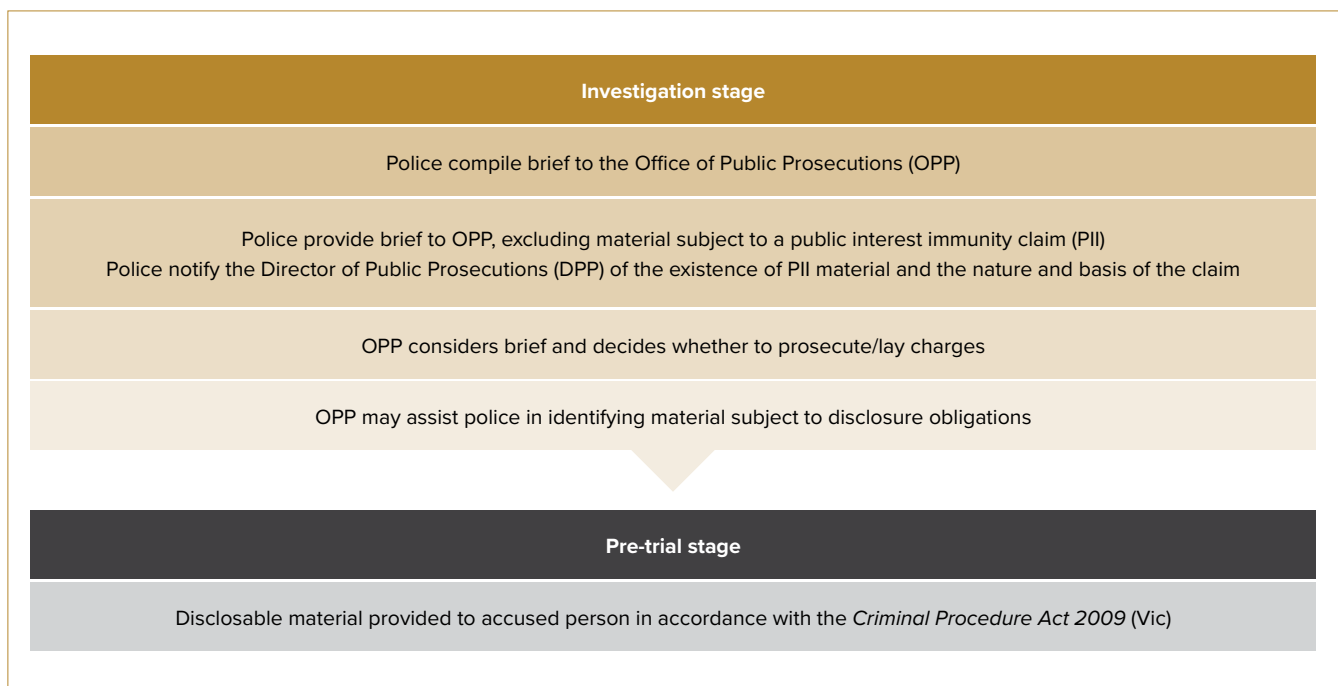 Investigation stage
Police compile brief to the Office of Public Prosecutions (OPP)
Police provide brief to OPP, excluding material subject to a public interest immunity claim (PII)
Police notify the Director of Public Prosecutions (DPP) of the existence of PII material and the nature and basis of the claim
OPP considers brief and decides whether to prosecute/lay charges
OPP may assist police in identifying material subject to disclosure obligations
Pre-trial stage
Disclosable material provided to accused person in accordance with the Criminal Procedure Act 2009 (Vic)